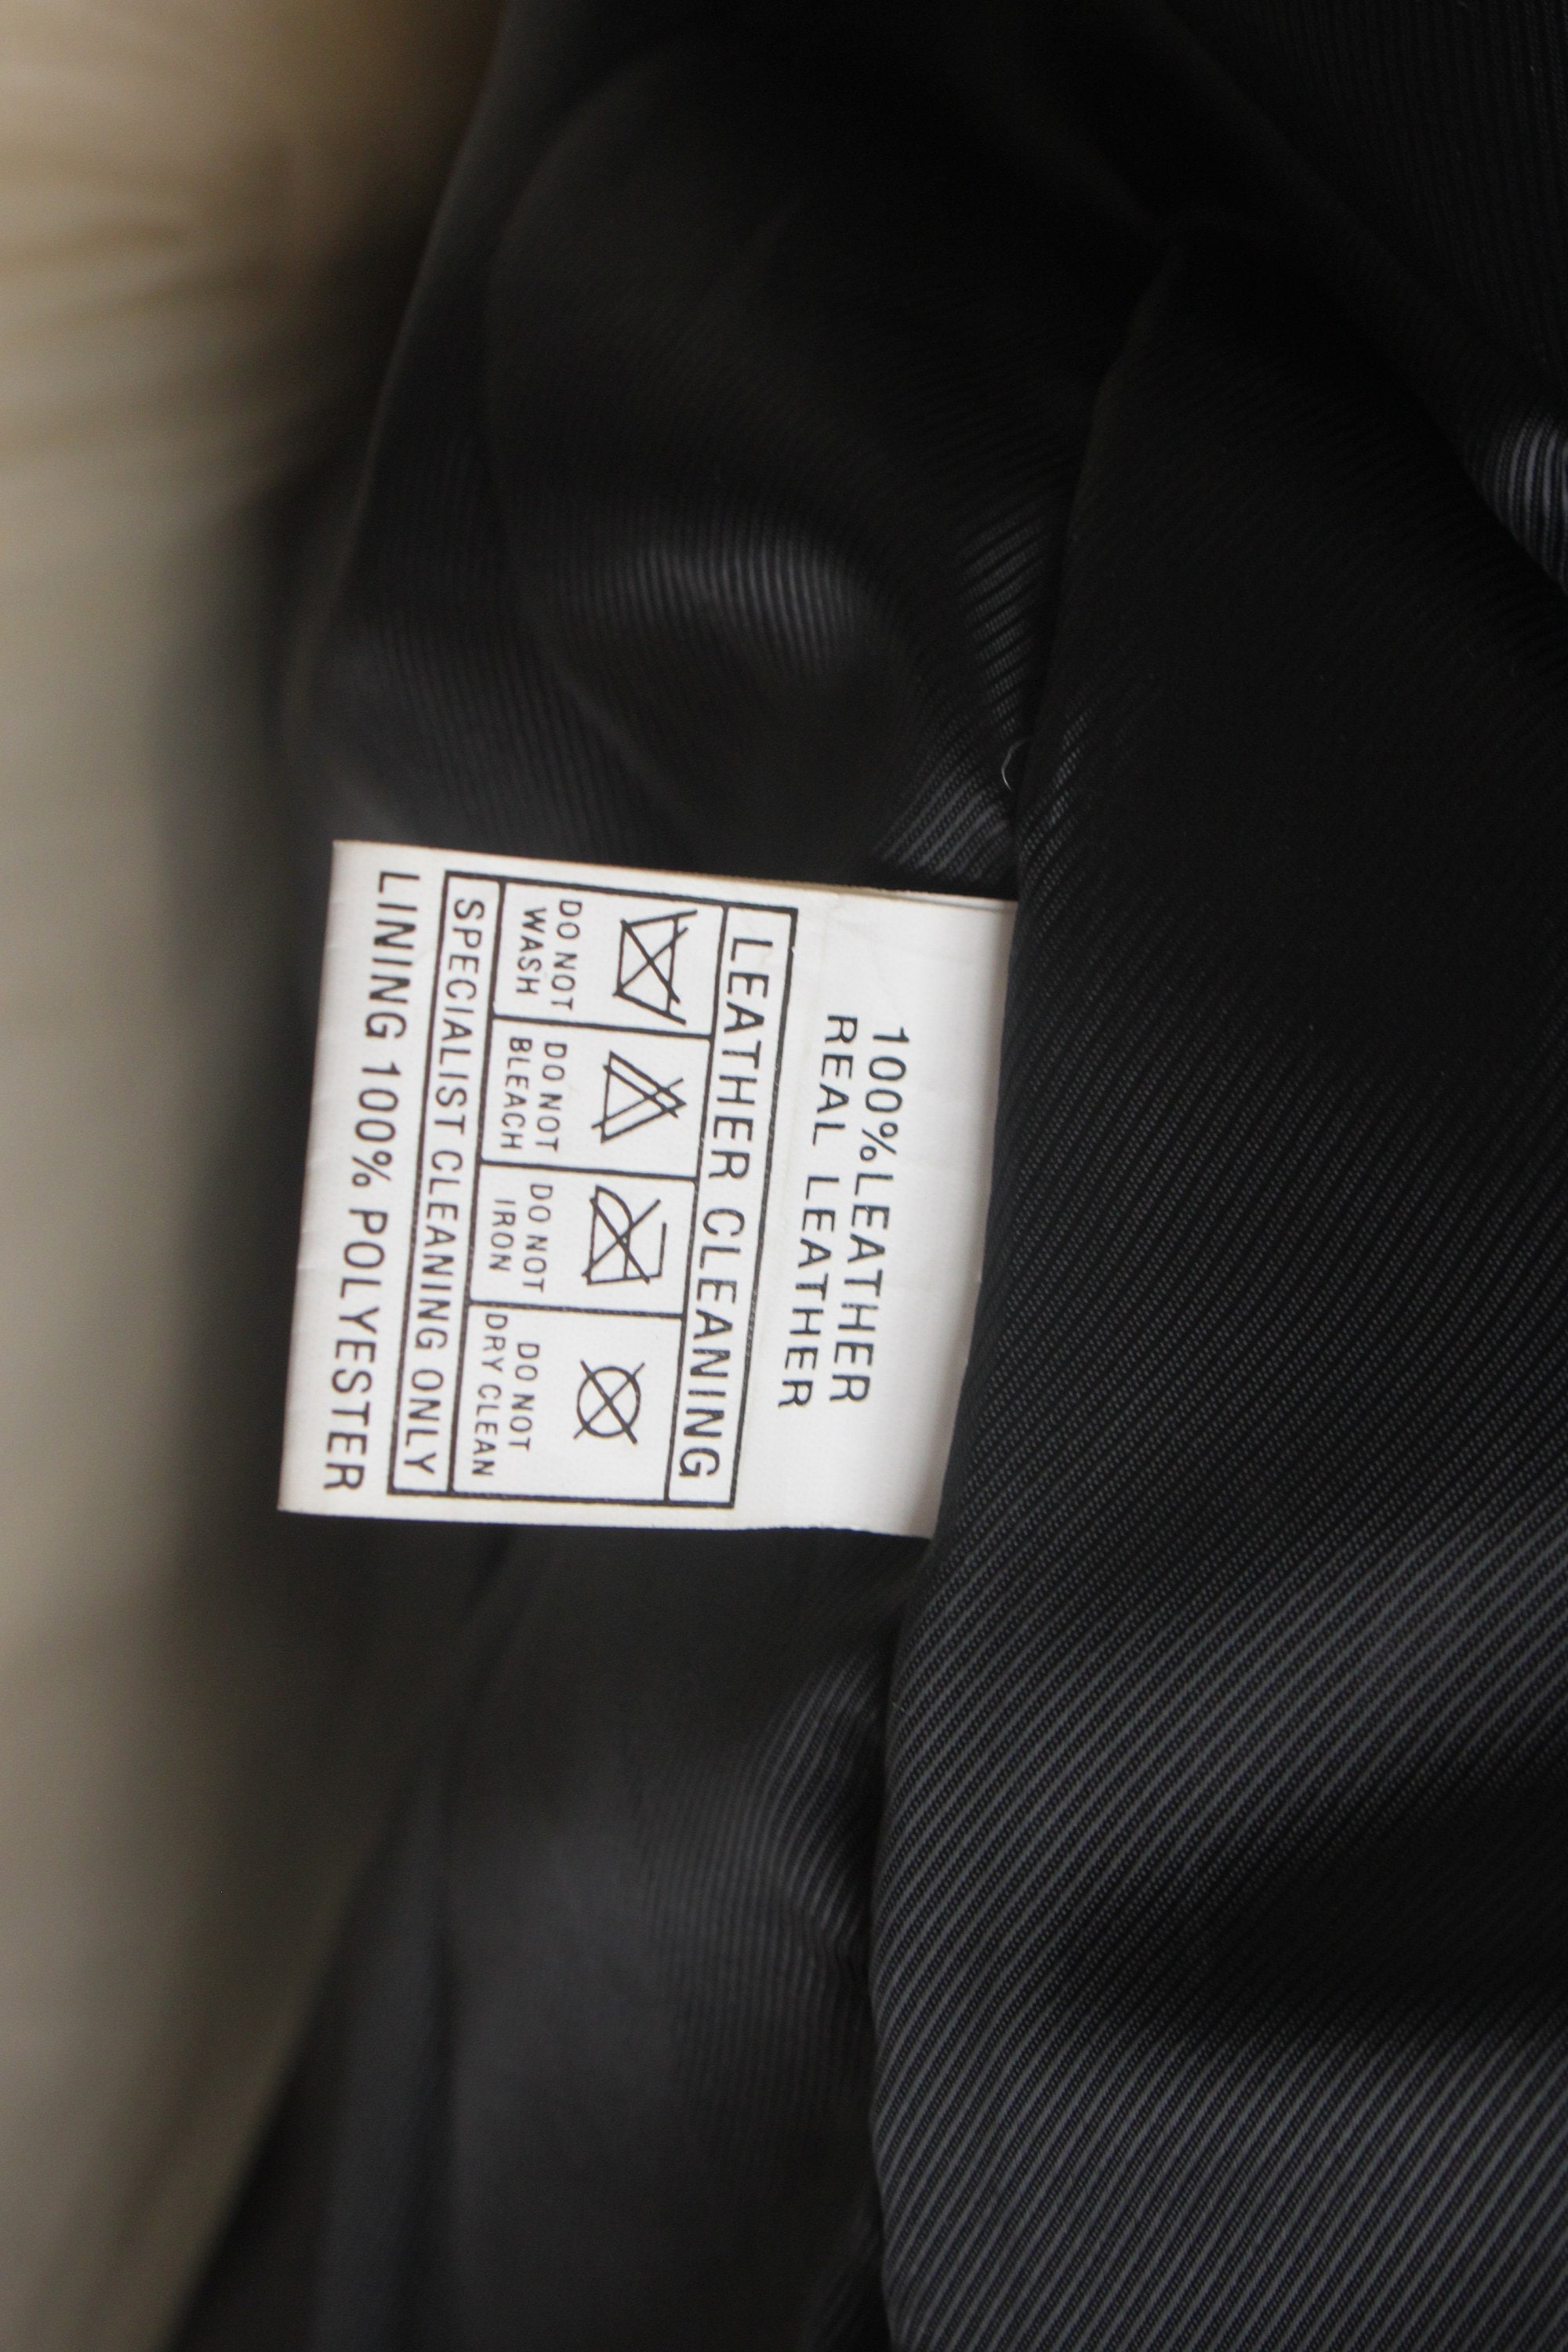 100%LEATHER
REAL LEATHER
LEATHER CLEANING
DO NOT
WASH
DO NOT
BLEACH
DO NOT
IRON
DO NOT
DRY CLEAN
SPECIALIST CLEANING ONLY
LINING 100% POLYESTER